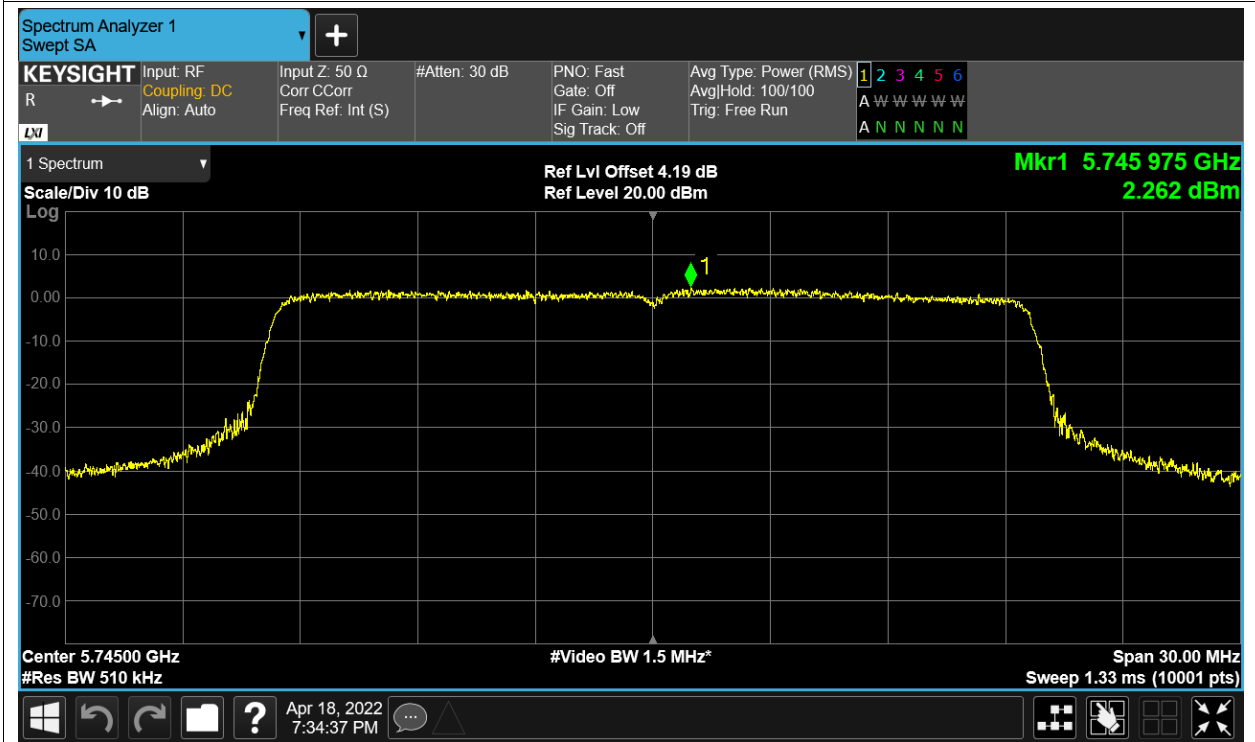 Spectrum Analyzer 1
Swept SA
KEYSIGHT
R
LXI
Input: RF
Coupling: DC
Align: Auto
Input Z: 50 Ω
Corr CCorr
Freq Ref: Int (S)
#Atten: 30 dB
PNO: Fast
Gate: Off
IF Gain: Low
Sig Track: Off
Avg Type: Power (RMS)
Avg|Hold: 100/100
Trig: Free Run
1 2 3 4 5 6
A W W W W W
A N N N N N
1 Spectrum
Scale/Div 10 dB
Log
Ref Lvl Offset 4.19 dB
Ref Level 20.00 dBm
Mkr1 5.745 975 GHz
2.262 dBm
1
10.0
0.00
-10.0
-20.0
-30.0
-40.0
-50.0
-60.0
-70.0
Center 5.74500 GHz
#Res BW 510 kHz
#Video BW 1.5 MHz*
Span 30.00 MHz
Sweep 1.33 ms (10001 pts)
?
Apr 18, 2022
7:34:37 PM